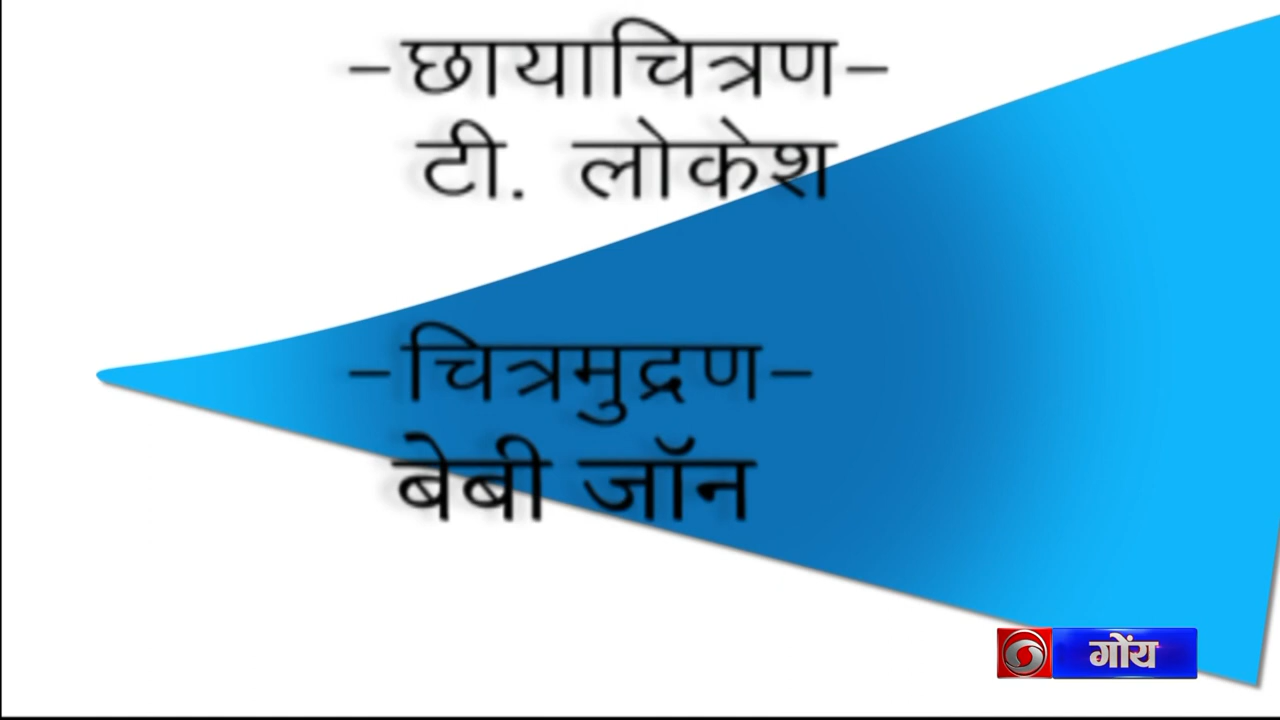 –छायाचित्रण–
टी. लोकेश
–चित्रमुद्रण–
बेबी जॉन
गोंय